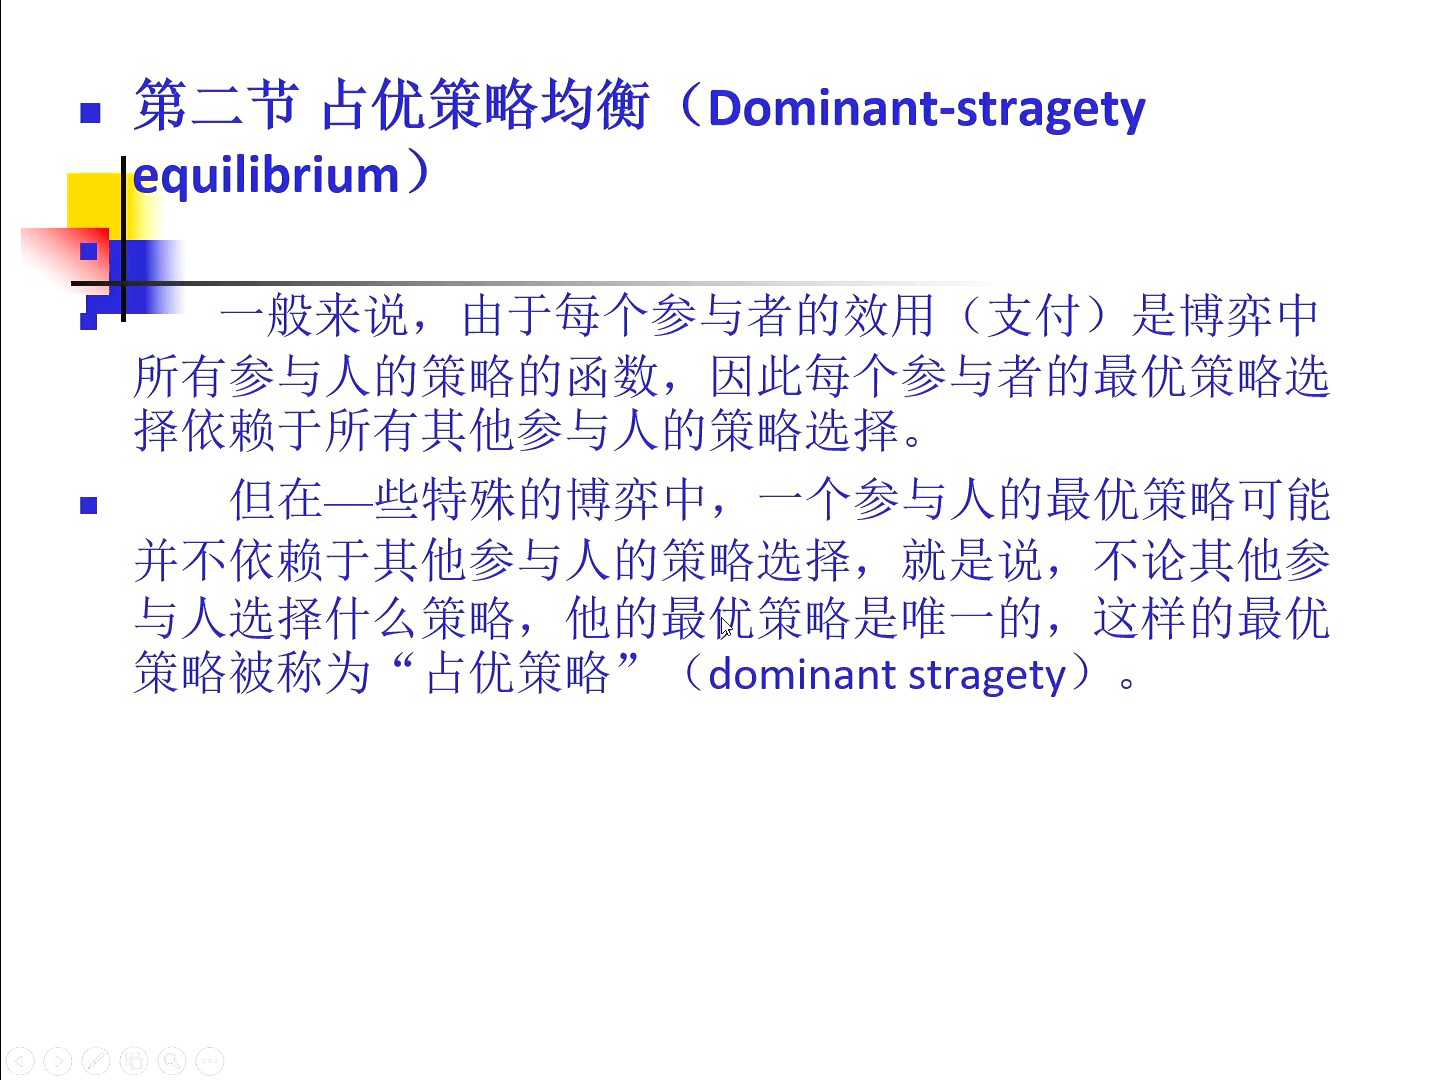 第二节 占优策略均衡（Dominant-stragety
equilibrium）
一般来说，由于每个参与者的效用（支付）是博弈中
所有参与人的策略的函数，因此每个参与者的最优策略选
择依赖于所有其他参与人的策略选择。
但在—些特殊的博弈中，一个参与人的最优策略可能
并不依赖于其他参与人的策略选择，就是说，不论其他参
与人选择什么策略，他的最优策略是唯一的，这样的最优
策略被称为“占优策略”（dominant stragety）。